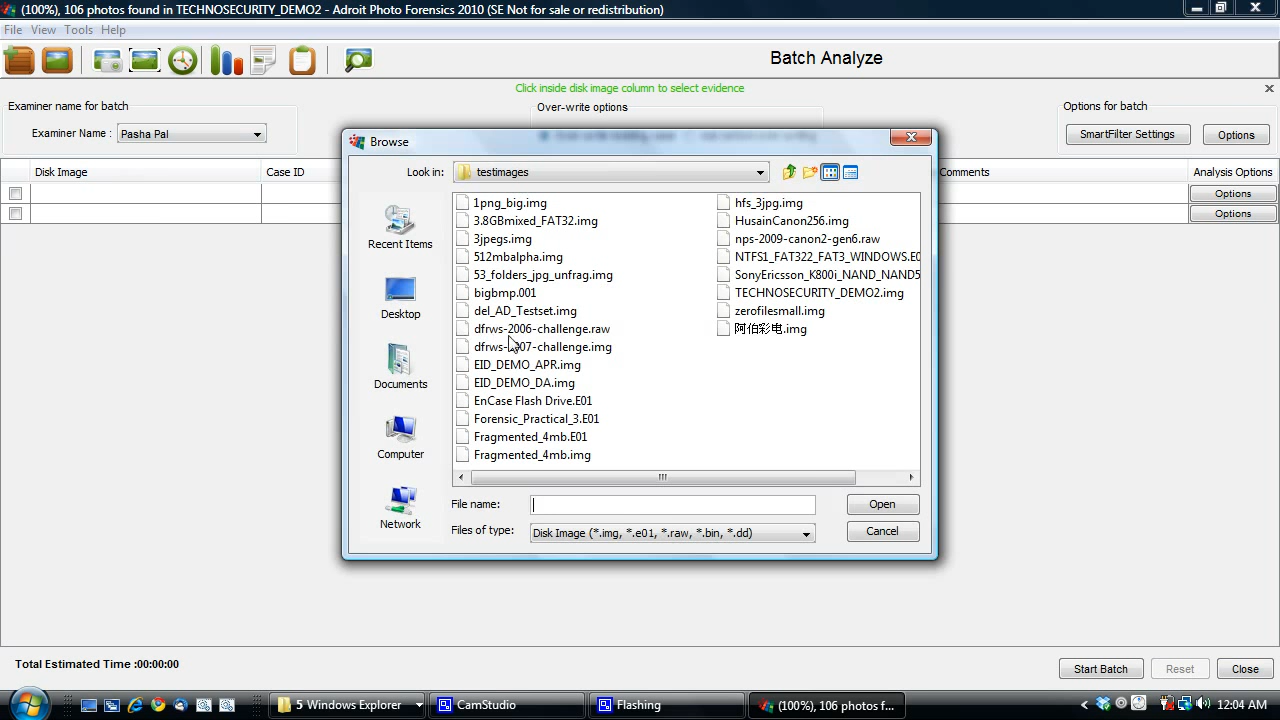 (100%), 106 photos found in TECHNOSECURITY_DEMO2 - Adroit Photo Forensics 2010 (SE Not for sale or redistribution)
File View Tools Help
Batch Analyze
Click inside disk image column to select evidence
Examiner name for batch
Over-write options
Options for batch
Examiner Name : Pasha Pal
SmartFilter Settings
Options
Browse
Disk Image
Case ID
Comments
Analysis Options
Options
Options
Look in: testimages
Recent Items
Desktop
Documents
Computer
Network
1png_big.img
3.8GBmixed_FAT32.img
3jpegs.img
512mbalpha.img
53_folders_jpg_unfrag.img
bigbmp.001
del_AD_Testset.img
dfrws-2006-challenge.raw
EID_DEMO_APR.img
EID_DEMO_DA.img
EnCase Flash Drive.E01
Forensic_Practical_3.E01
Fragmented_4mb.E01
Fragmented_4mb.img
hfs_3jpg.img
HusainCanon256.img
nps-2009-canon2-gen6.raw
NTFS1_FAT322_FAT3_WINDOWS.E0
SonyEricsson_K800i_NAND_NAND5
TECHNOSECURITY_DEMO2.img
zerofilesmall.img
阿伯彩电.img
File name:
Open
Files of type: Disk Image (*.img, *.e01, *.raw, *.bin, *.dd)
Cancel
Total Estimated Time :00:00:00
Start Batch
Reset
Close
5 Windows Explorer
CamStudio
Flashing
(100%), 106 photos f...
12:04 AM